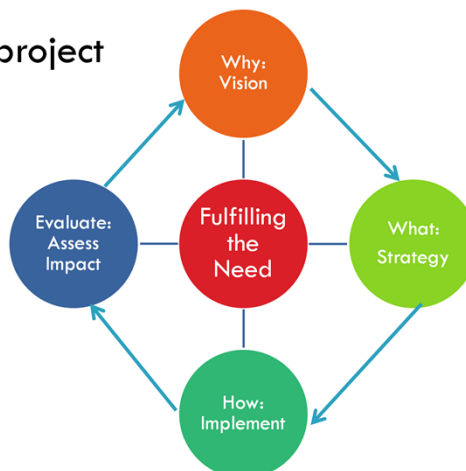 project
Why:
Vision
Evaluate:
Assess
Impact
Fulfilling
the
Need
What:
Strategy
How:
Implement